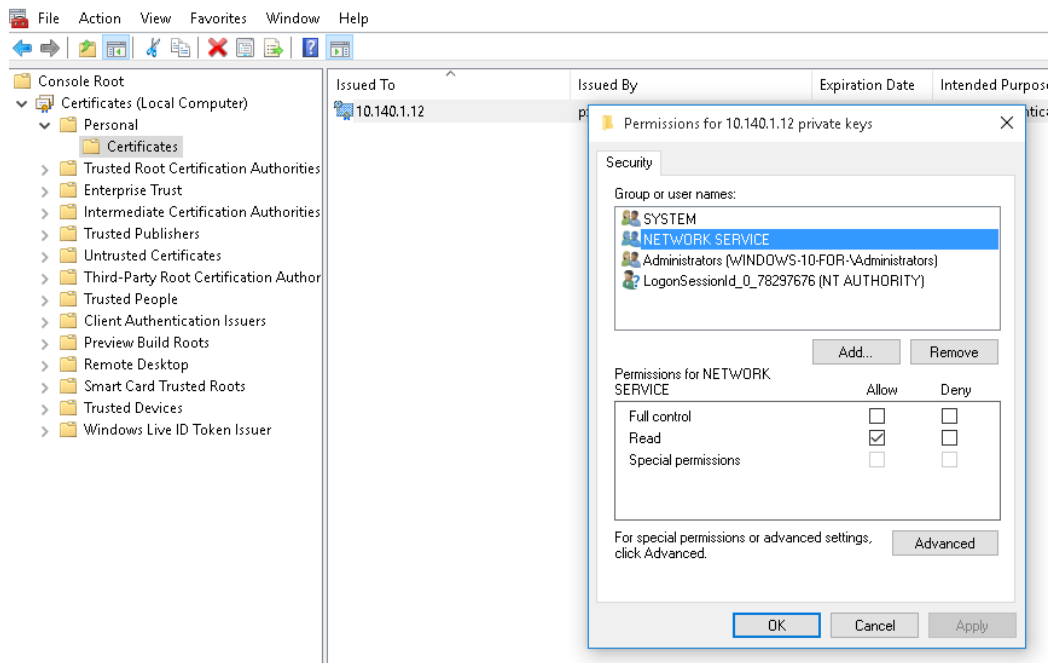 File Action View Favorites Window Help
Console Root
Certificates (Local Computer)
Personal
Certificates
Trusted Root Certification Authorities
Enterprise Trust
Intermediate Certification Authorities
Trusted Publishers
Untrusted Certificates
Third-Party Root Certification Author
Trusted People
Client Authentication Issuers
Preview Build Roots
Remote Desktop
Smart Card Trusted Roots
Trusted Devices
Windows Live ID Token Issuer
Issued To Issued By Expiration Date Intended Purpose
10.140.1.12
Permissions for 10.140.1.12 private keys
Security
Group or user names:
SYSTEM
NETWORK SERVICE
Administrators (WINDOWS-10-FOR-\Administrators)
LogonSessionId_0_78297676 (NT AUTHORITY)
Add... Remove
Permissions for NETWORK
SERVICE Allow Deny
Full control
Read
Special permissions
For special permissions or advanced settings,
click Advanced.
Advanced
OK Cancel Apply